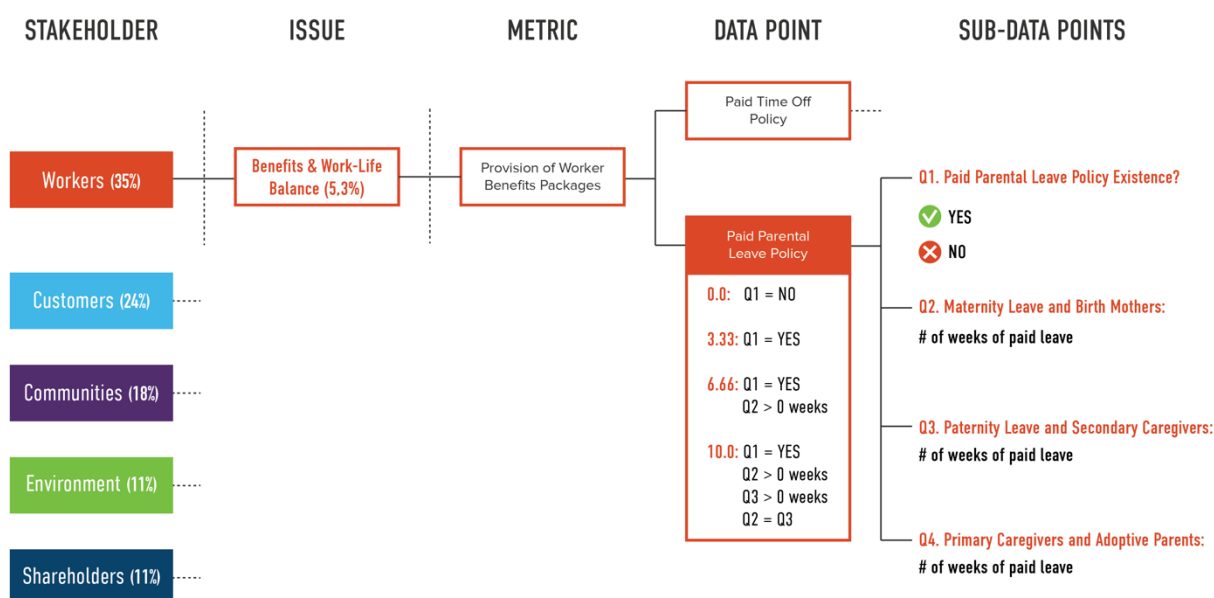 STAKEHOLDER
ISSUE
METRIC
DATA POINT
SUB-DATA POINTS
Workers (35%)
Customers (24%)
Communities (18%)
Environment (11%)
Shareholders (11%)
Benefits & Work-Life
Balance (5,3%)
Provision of Worker
Benefits Packages
Paid Time Off
Policy
Paid Parental
Leave Policy
0.0: Q1 = NO
3.33: Q1 = YES
6.66: Q1 = YES
Q2 > 0 weeks
10.0: Q1 = YES
Q2 > 0 weeks
Q3 > 0 weeks
Q2 = Q3
Q1. Paid Parental Leave Policy Existence?
YES
NO
Q2. Maternity Leave and Birth Mothers:
# of weeks of paid leave
Q3. Paternity Leave and Secondary Caregivers:
# of weeks of paid leave
Q4. Primary Caregivers and Adoptive Parents:
# of weeks of paid leave